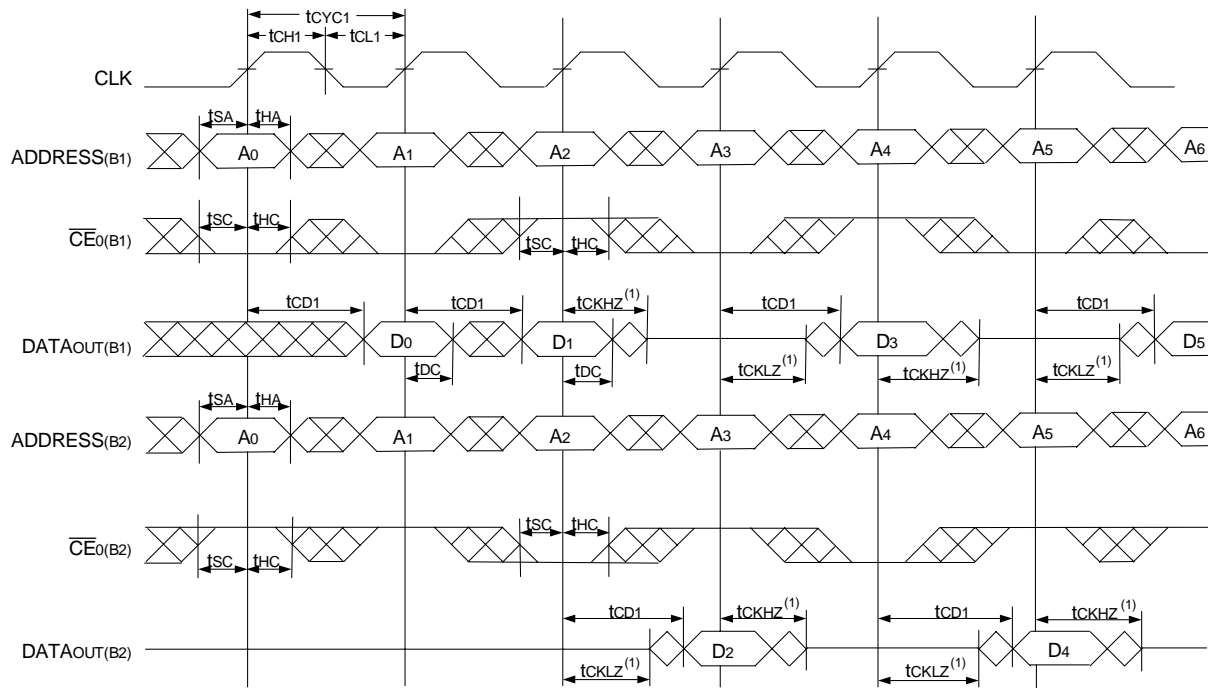 tCYC1
tCH1 tCL1
CLK
tSA tHA
ADDRESS(B1) A0 A1 A2 A3 A4 A5 A6
tSC tHC
CE0(B1) tSC tHC
tCD1 tCD1 tCKHZ(1) tCD1 tCD1
DATAOUT(B1) D0 D1 D3 D5
tDC tDC tCKLZ(1) tCKHZ(1) tCKLZ(1)
tSA tHA
ADDRESS(B2) A0 A1 A2 A3 A4 A5 A6
tSC tHC
CE0(B2)
tSC tHC
tCD1 tCKHZ(1) tCD1 tCKHZ(1)
DATAOUT(B2) D2 D4
tCKLZ(1) tCKLZ(1)